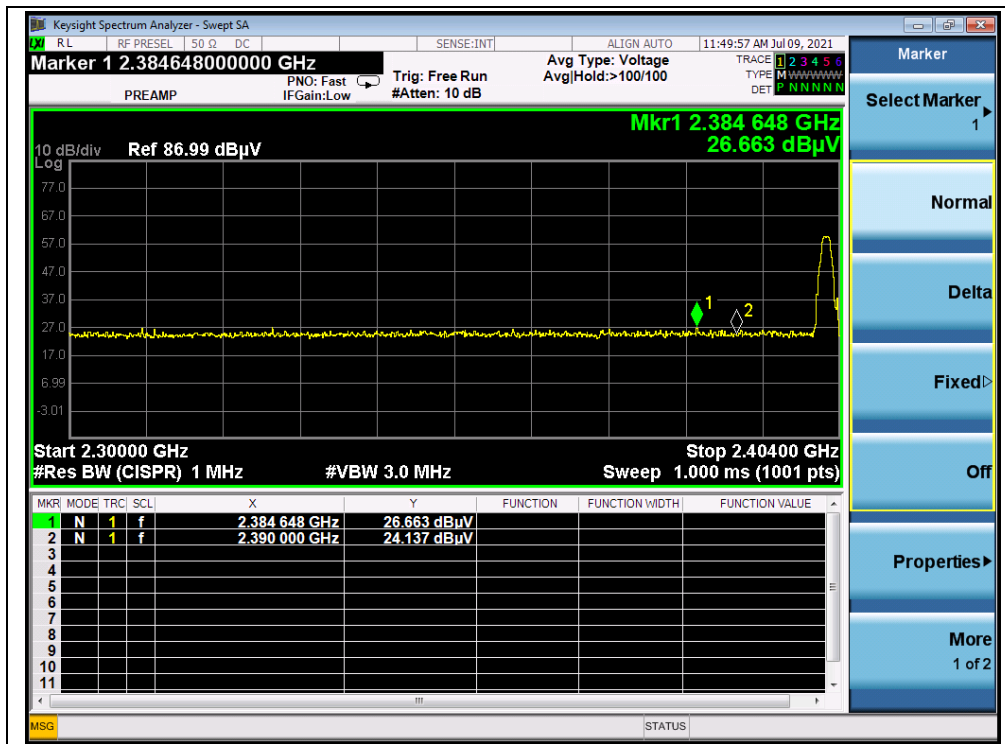 Keysight Spectrum Analyzer - Swept SA
LXI RL RF PRESEL 50 Ω DC SENSE:INT ALIGN AUTO 11:49:57 AM Jul 09, 2021
Marker 1 2.384648000000 GHz
PREAMP
PNO: Fast
IFGain:Low
Trig: Free Run
#Atten: 10 dB
Avg Type: Voltage
Avg|Hold:>100/100
TRACE 1 2 3 4 5 6
TYPE M WWWWW
DET P N N N N N
Mkr1 2.384 648 GHz
26.663 dBµV
10 dB/div Ref 86.99 dBµV
Log
77.0
67.0
57.0
47.0
37.0
27.0
17.0
6.99
-3.01
1
2
Start 2.30000 GHz Stop 2.40400 GHz
#Res BW (CISPR) 1 MHz #VBW 3.0 MHz Sweep 1.000 ms (1001 pts)
MKR MODE TRC SCL X Y FUNCTION FUNCTION WIDTH FUNCTION VALUE
1 N 1 f 2.384 648 GHz 26.663 dBµV
2 N 1 f 2.390 000 GHz 24.137 dBµV
3
4
5
6
7
8
9
10
11
MSG STATUS
Marker
Select Marker
1
Normal
Delta
Fixed
Off
Properties
More
1 of 2